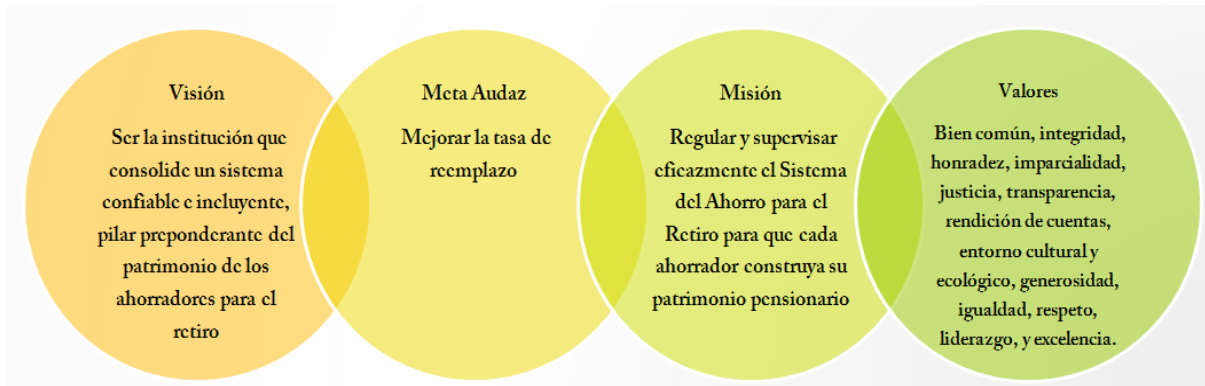 Visión
Ser la institución que
consolide un sistema
confiable e incluyente,
pilar preponderante del
patrimonio de los
ahorradores para el
retiro
Meta Audaz
Mejorar la tasa de
reemplazo
Misión
Regular y supervisar
eficazmente el Sistema
del Ahorro para el
Retiro para que cada
ahorrador construya su
patrimonio pensionario
Valores
Bien común, integridad,
honradez, imparcialidad,
justicia, transparencia,
rendición de cuentas,
entorno cultural y
ecológico, generosidad,
igualdad, respeto,
liderazgo, y excelencia.